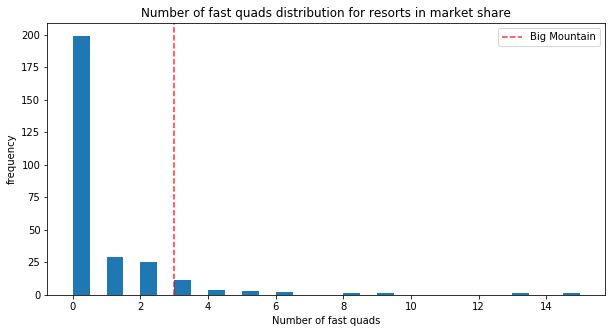 Number of fast quads distribution for resorts in market share
Big Mountain
200
175
150
125
100
75
50
25
0
frequency
0 2 4 6 8 10 12 14
Number of fast quads